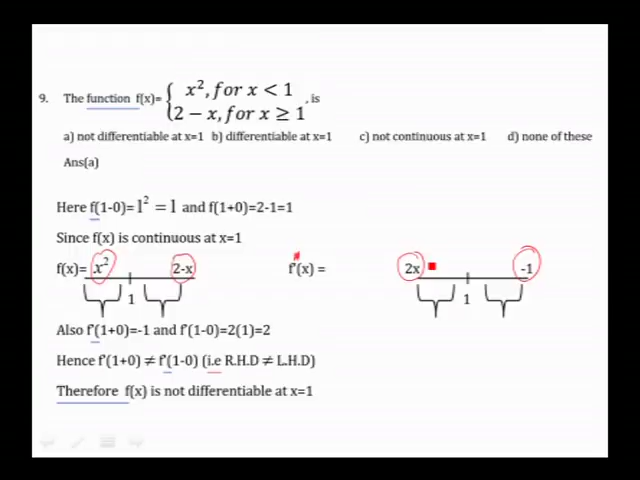 9. The function f(x)= { x², for x < 1
2 − x, for x ≥ 1 , is
a) not differentiable at x=1 b) differentiable at x=1 c) not continuous at x=1 d) none of these
Ans(a)
Here f(1-0)= 1² = 1 and f(1+0)=2-1=1
Since f(x) is continuous at x=1
f(x)= x² 2-x f'(x) = 2x -1
1 1
Also f'(1+0)=-1 and f'(1-0)=2(1)=2
Hence f'(1+0) ≠ f'(1-0) (i.e R.H.D ≠ L.H.D)
Therefore f(x) is not differentiable at x=1